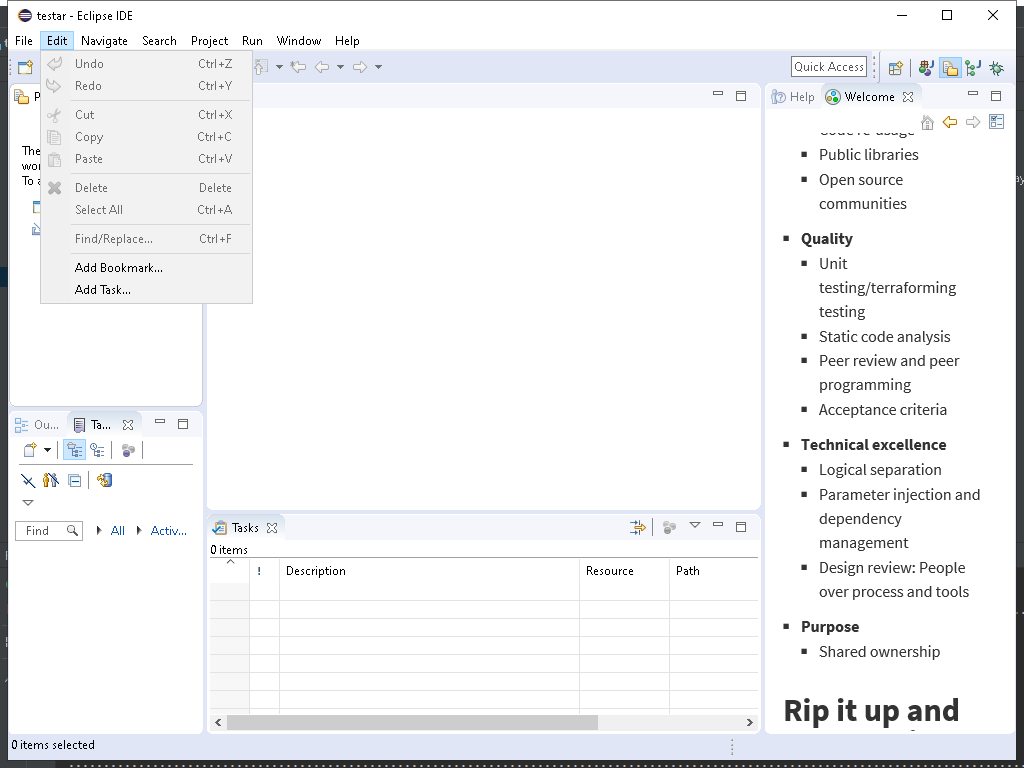 testar - Eclipse IDE
File Edit Navigate Search Project Run Window Help
Undo Ctrl+Z
Redo Ctrl+Y
Cut Ctrl+X
Copy Ctrl+C
Paste Ctrl+V
Delete Delete
Select All Ctrl+A
Find/Replace... Ctrl+F
Add Bookmark...
Add Task...
Quick Access
P
The
wor
To a
Ou... Ta...
Find All Activ...
Tasks
0 items
! Description Resource Path
Help Welcome
Code re-usage
Public libraries
Open source
communities
Quality
Unit
testing/terraforming
testing
Static code analysis
Peer review and peer
programming
Acceptance criteria
Technical excellence
Logical separation
Parameter injection and
dependency
management
Design review: People
over process and tools
Purpose
Shared ownership
Rip it up and
0 items selected